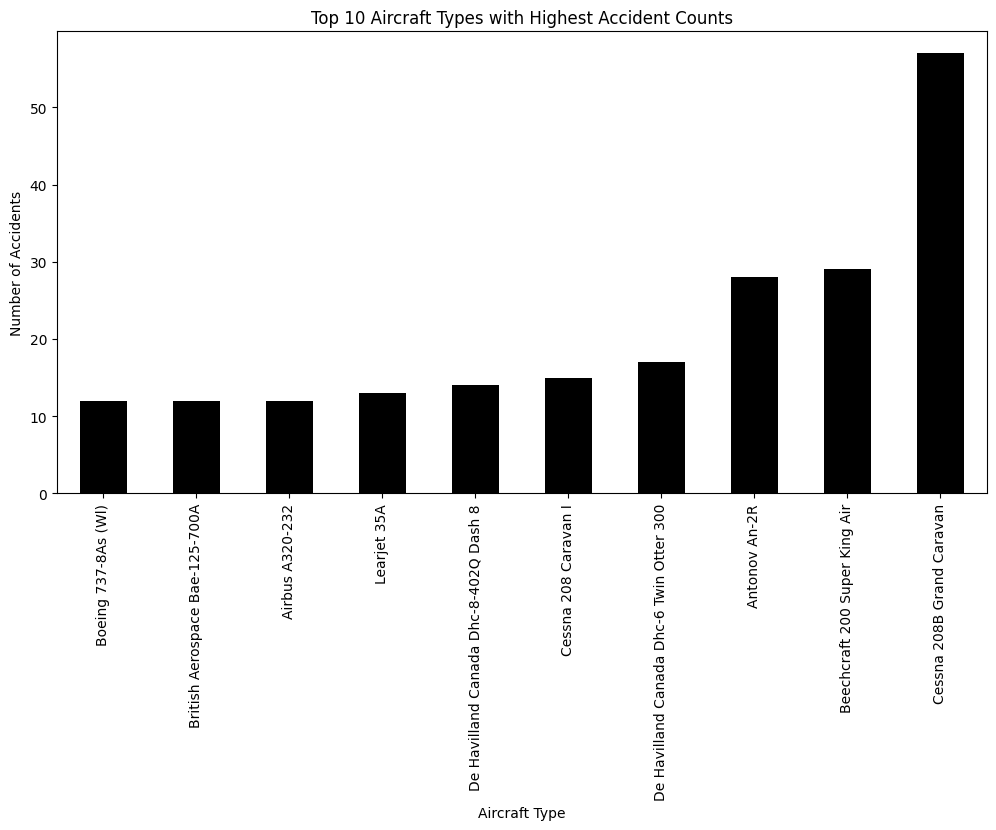 Top 10 Aircraft Types with Highest Accident Counts
Number of Accidents
50
40
30
20
10
0
Boeing 737-8As (Wl)
British Aerospace Bae-125-700A
Airbus A320-232
Learjet 35A
De Havilland Canada Dhc-8-402Q Dash 8
Cessna 208 Caravan I
De Havilland Canada Dhc-6 Twin Otter 300
Antonov An-2R
Beechcraft 200 Super King Air
Cessna 208B Grand Caravan
Aircraft Type